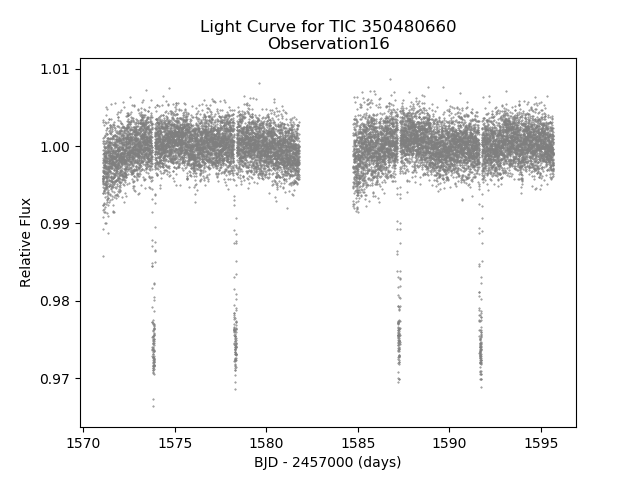 Light Curve for TIC 350480660
Observation16
1.01
1.00
0.99
0.98
0.97
Relative Flux
1570
1575
1580
1585
1590
1595
BJD - 2457000 (days)